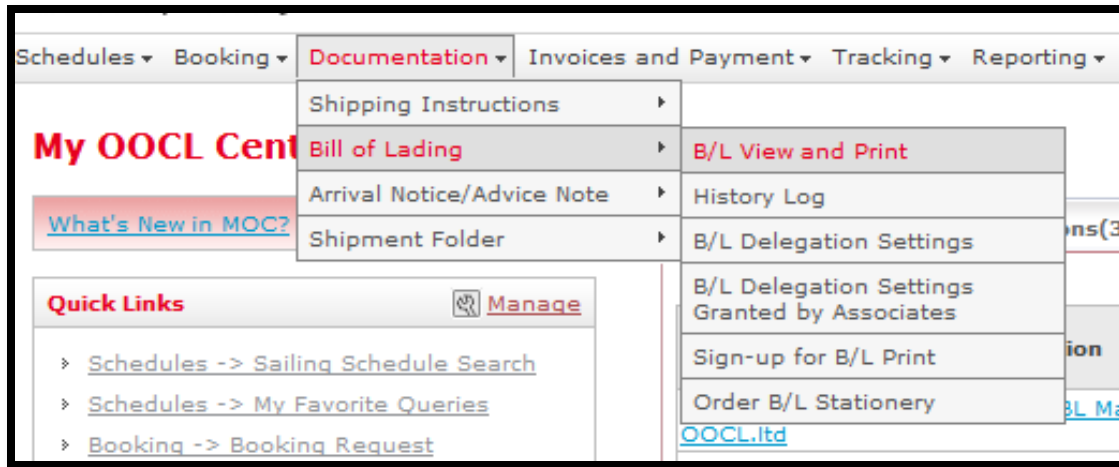 Schedules Booking Documentation Invoices and Payment Tracking Reporting
Shipping Instructions
My OOCL Cent
Bill of Lading
B/L View and Print
Arrival Notice/Advice Note
History Log
What's New in MOC?
Shipment Folder
B/L Delegation Settings
ns(3
B/L Delegation Settings
Granted by Associates
Quick Links
Manage
Schedules -> Sailing Schedule Search
Sign-up for B/L Print
ion
Schedules -> My Favorite Queries
Order B/L Stationery
BL Ma
OOCL.ltd
Booking -> Booking Request